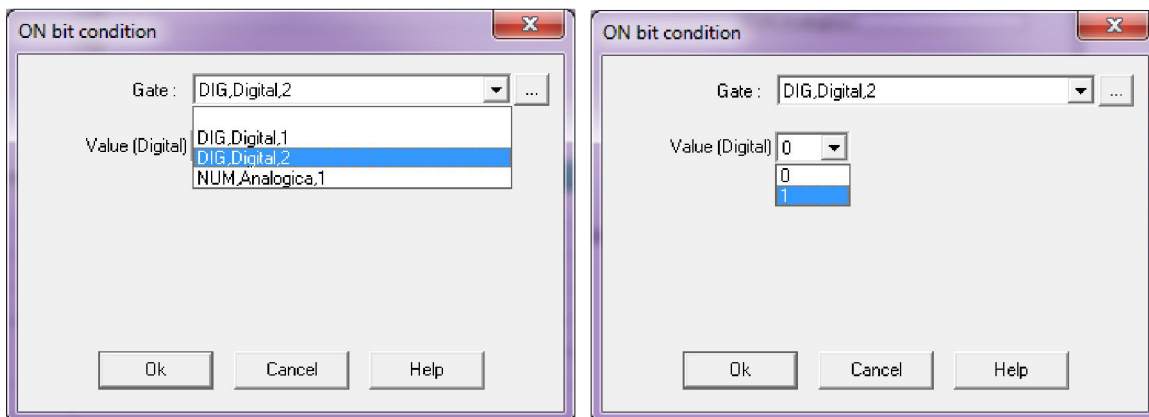 ON bit condition
Gate : DIG,Digital,2 ...
DIG,Digital,1
Value (Digital) DIG,Digital,2
NUM,Analogica,1
Ok Cancel Help
ON bit condition
Gate : DIG,Digital,2 ...
Value (Digital) 0
0
1
Ok Cancel Help